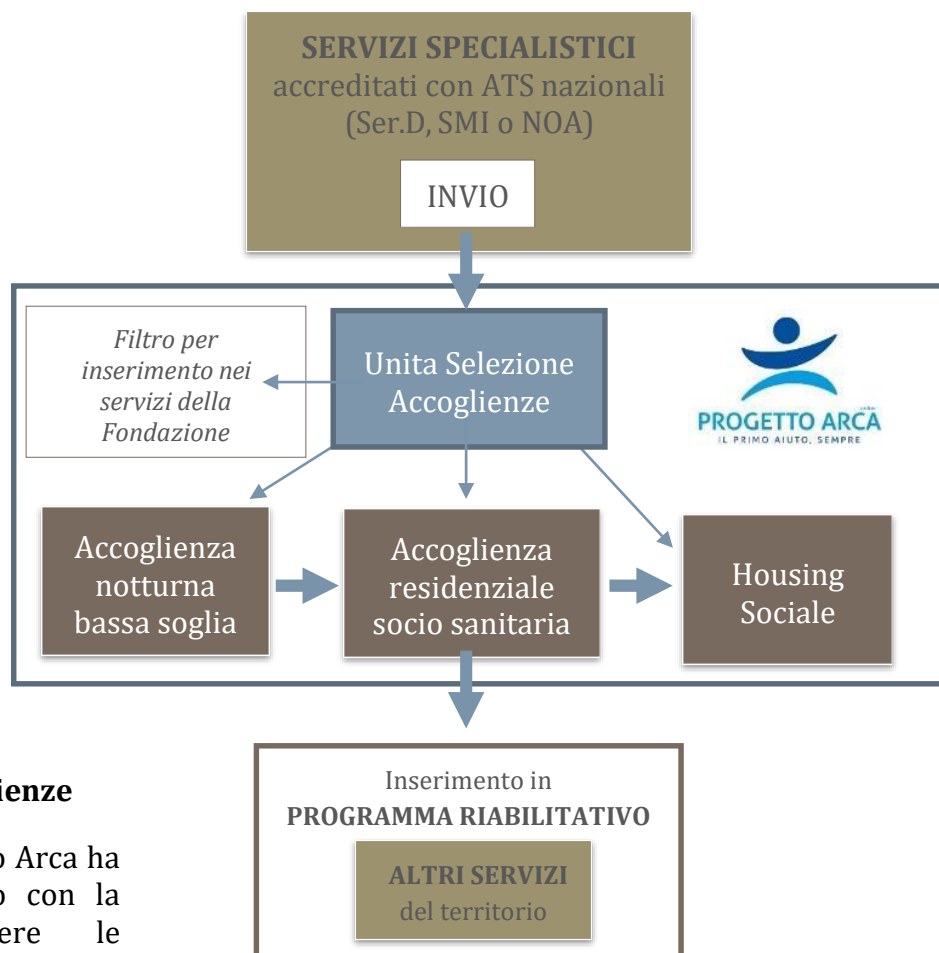 SERVIZI SPECIALISTICI
accreditati con ATS nazionali
(Ser.D, SMI o NOA)
INVIO
Filtro per
inserimento nei
servizi della
Fondazione
Unita Selezione
Accoglienze
PROGETTO ARCA
IL PRIMO AIUTO, SEMPRE
Accoglienza
notturna
bassa soglia
Accoglienza
residenziale
socio sanitaria
Housing
Sociale
Inserimento in
PROGRAMMA RIABILITATIVO
ALTRI SERVIZI
del territorio
ienze
o Arca ha
o con la
ere le